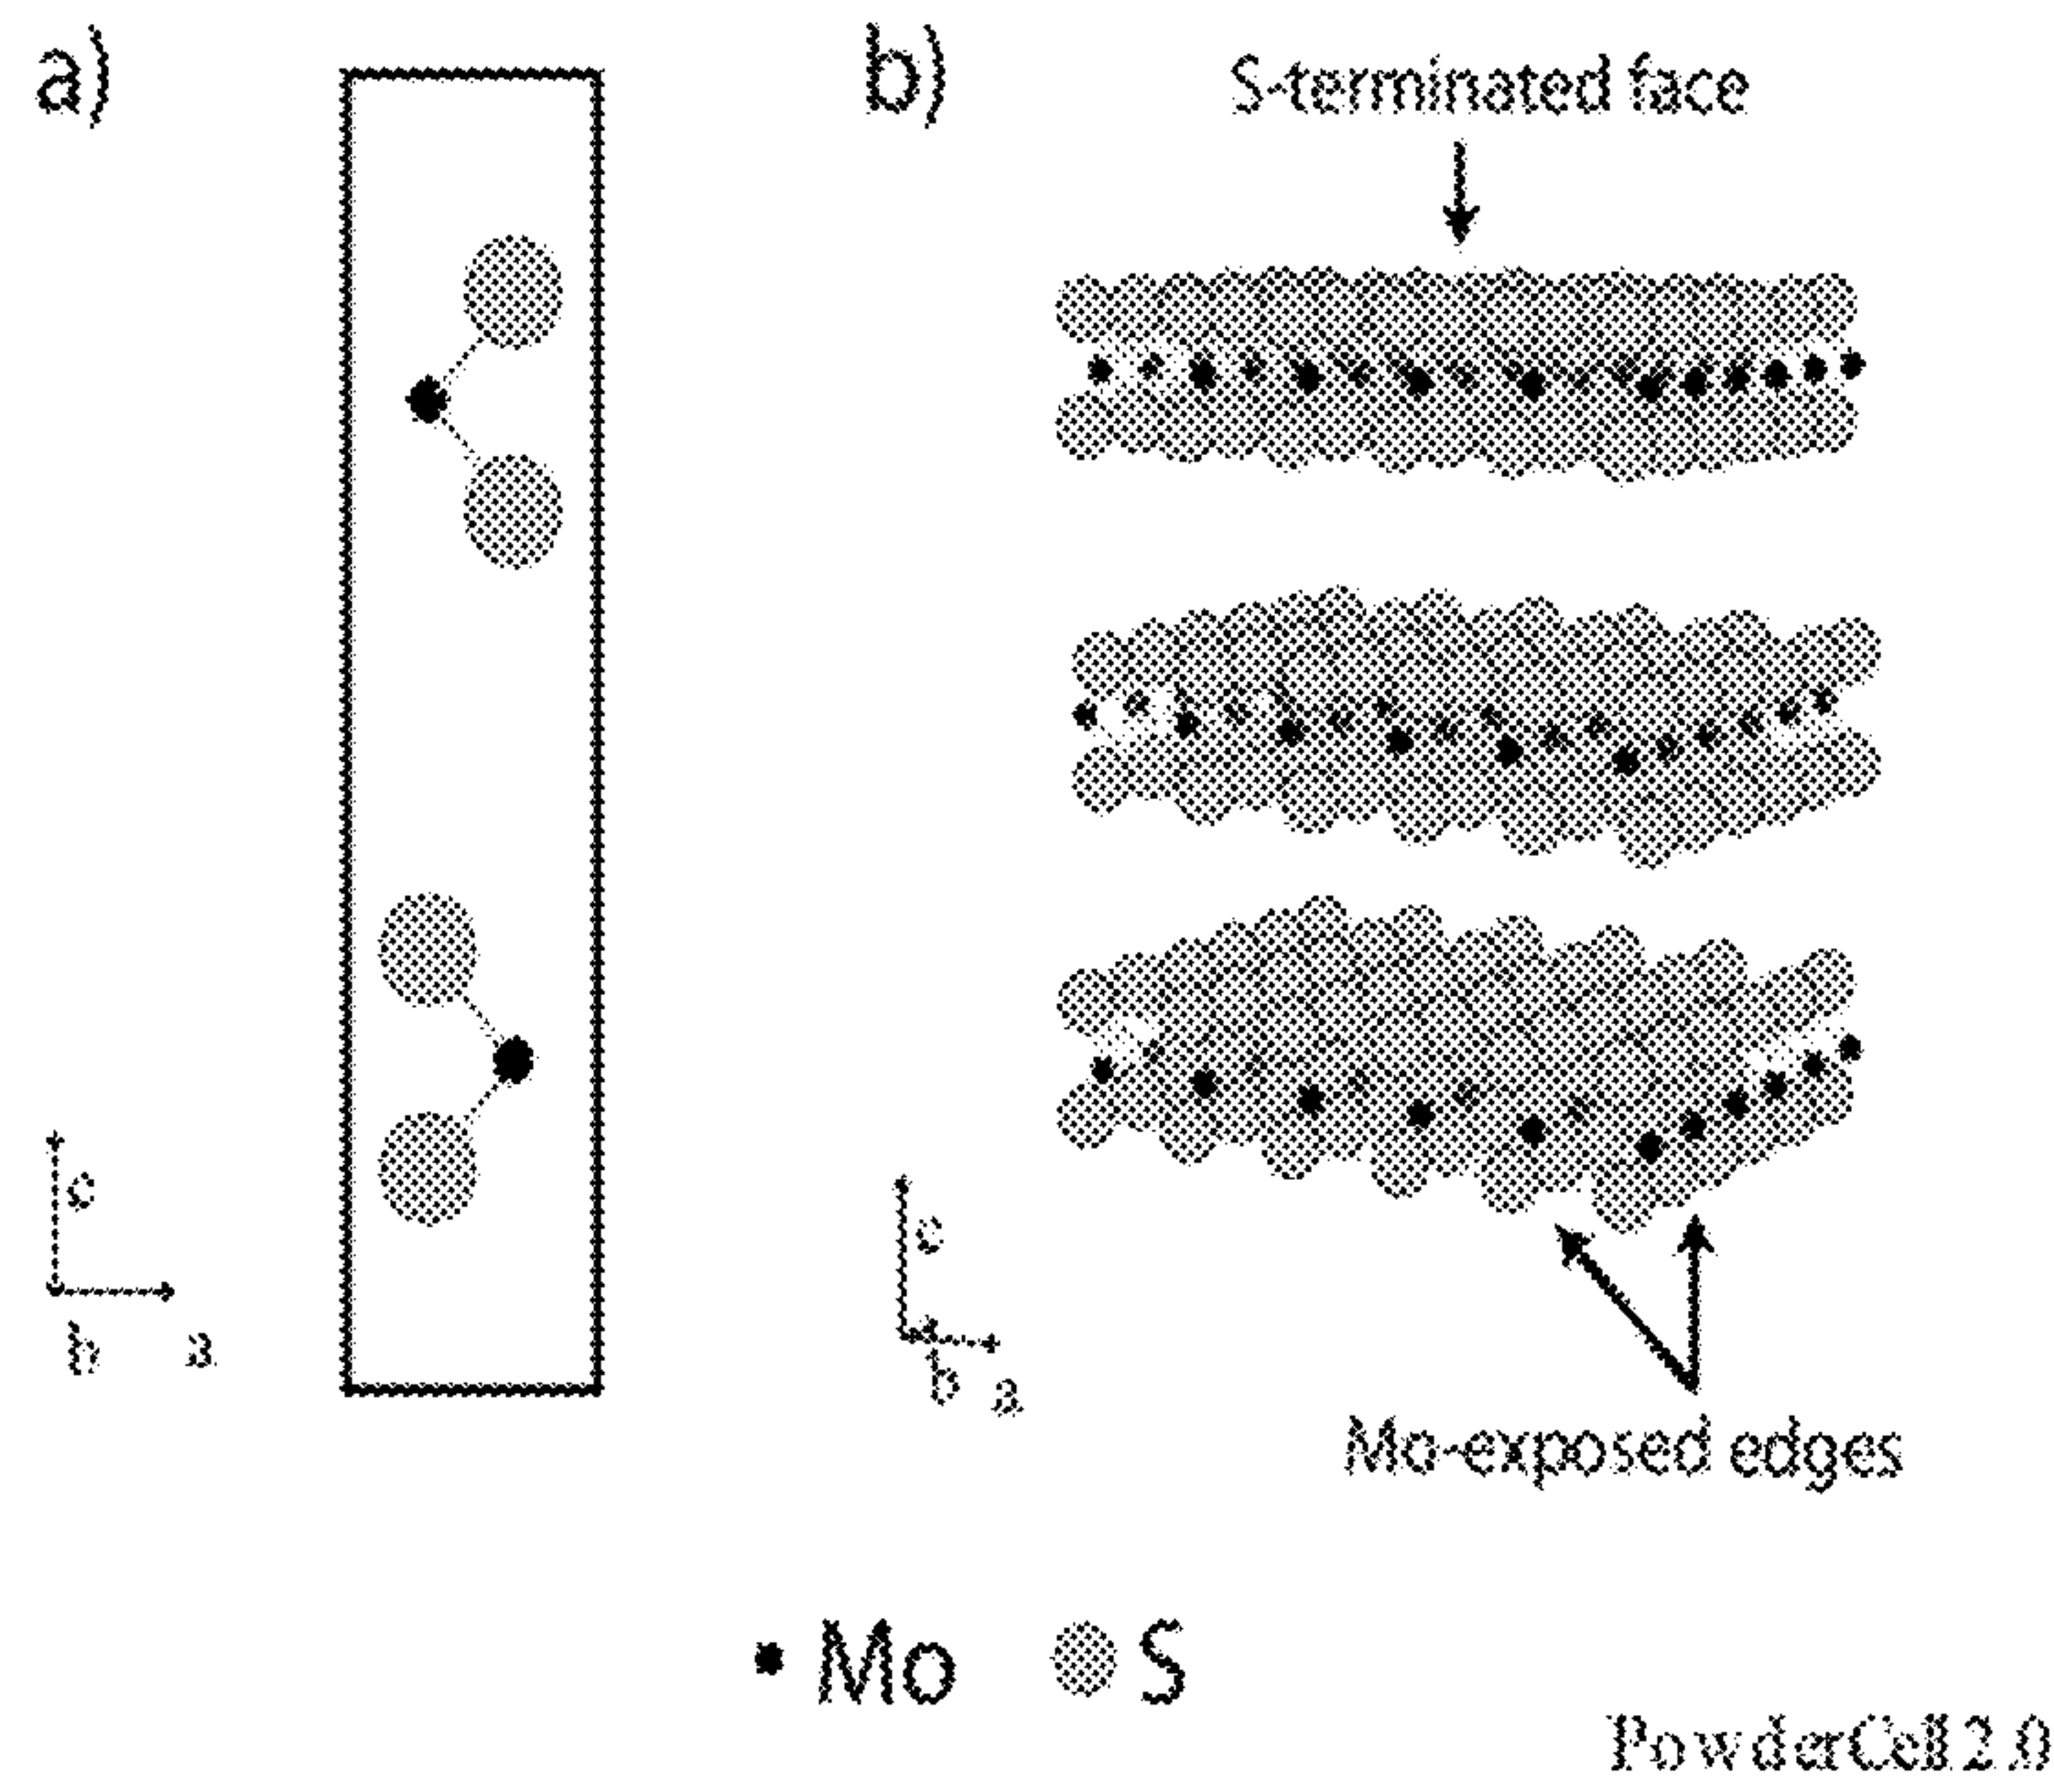 a)
b)
S-terminated face
c
b a
c
b a
Mo-exposed edges
Mo S
PowderCell 2.0